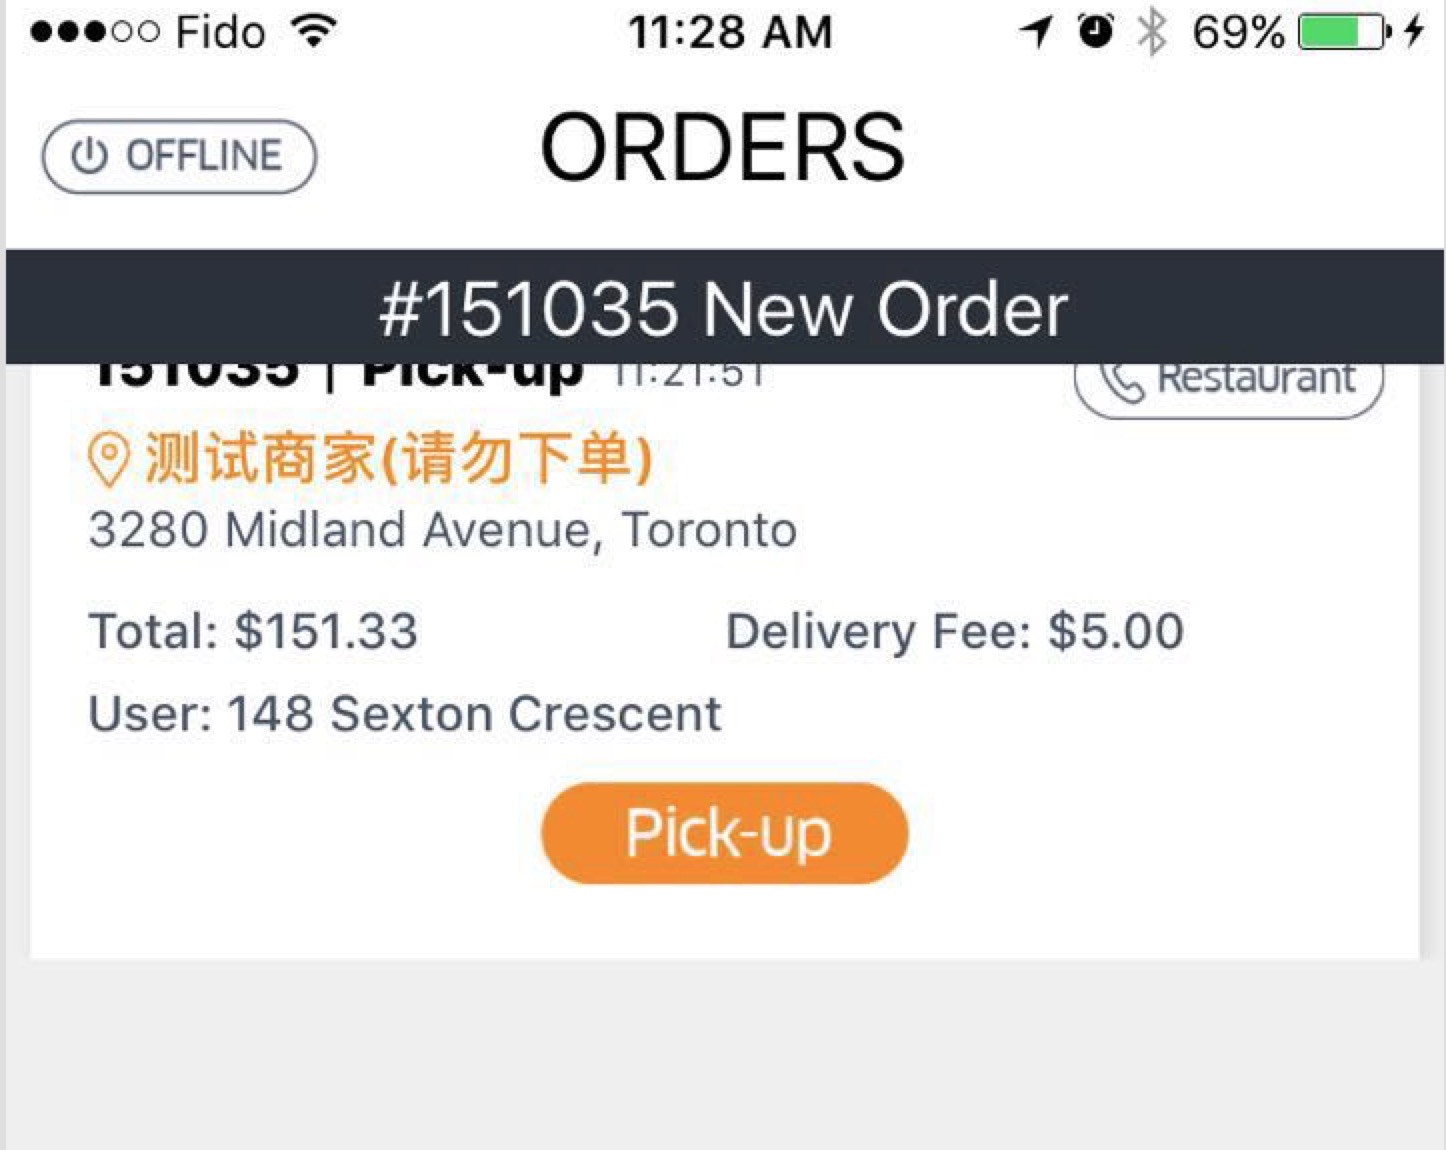 Fido 11:28 AM 69%
OFFLINE
ORDERS
#151035 New Order
151035 | Pick-up 11:21:51 Restaurant
测试商家(请勿下单)
3280 Midland Avenue, Toronto
Total: $151.33 Delivery Fee: $5.00
User: 148 Sexton Crescent
Pick-up